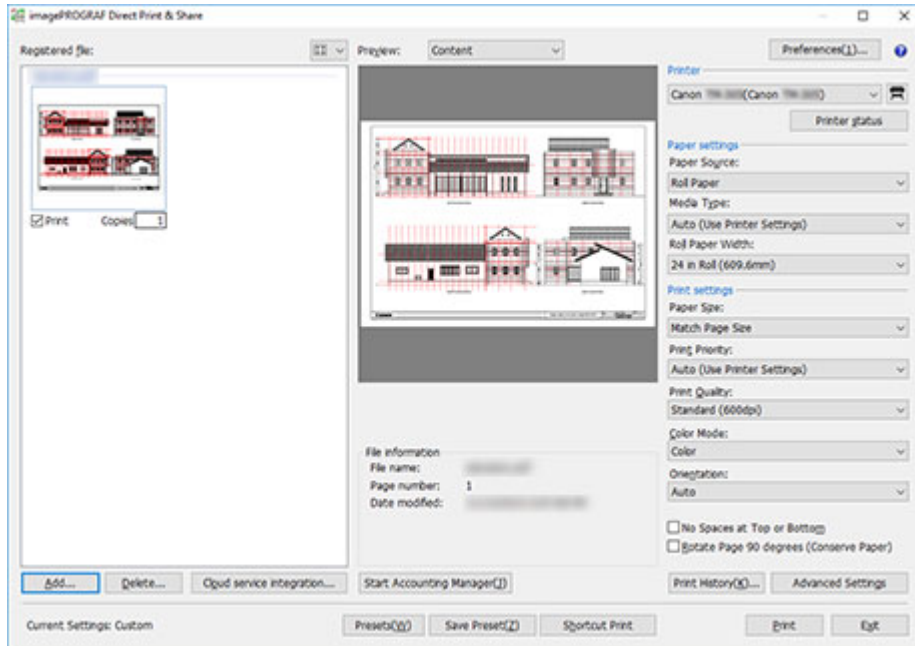 imagePROGRAF Direct Print & Share
Registered file:
Print
Copies 1
Preview:
Content
File information
File name:
Page number: 1
Date modified:
Preferences(1)...
Printer
Canon (Canon )
Printer status
Paper settings
Paper Source:
Roll Paper
Media Type:
Auto (Use Printer Settings)
Roll Paper Width:
24 in Roll (609.6mm)
Print settings
Paper Size:
Match Page Size
Print Priority:
Auto (Use Printer Settings)
Print Quality:
Standard (600dpi)
Color Mode:
Color
Orientation:
Auto
No Spaces at Top or Bottom
Rotate Page 90 degrees (Conserve Paper)
Add... Delete... Cloud service integration... Start Accounting Manager(J) Print History(K)... Advanced Settings
Current Settings: Custom Presets(W) Save Preset(Z) Shortcut Print Print Exit